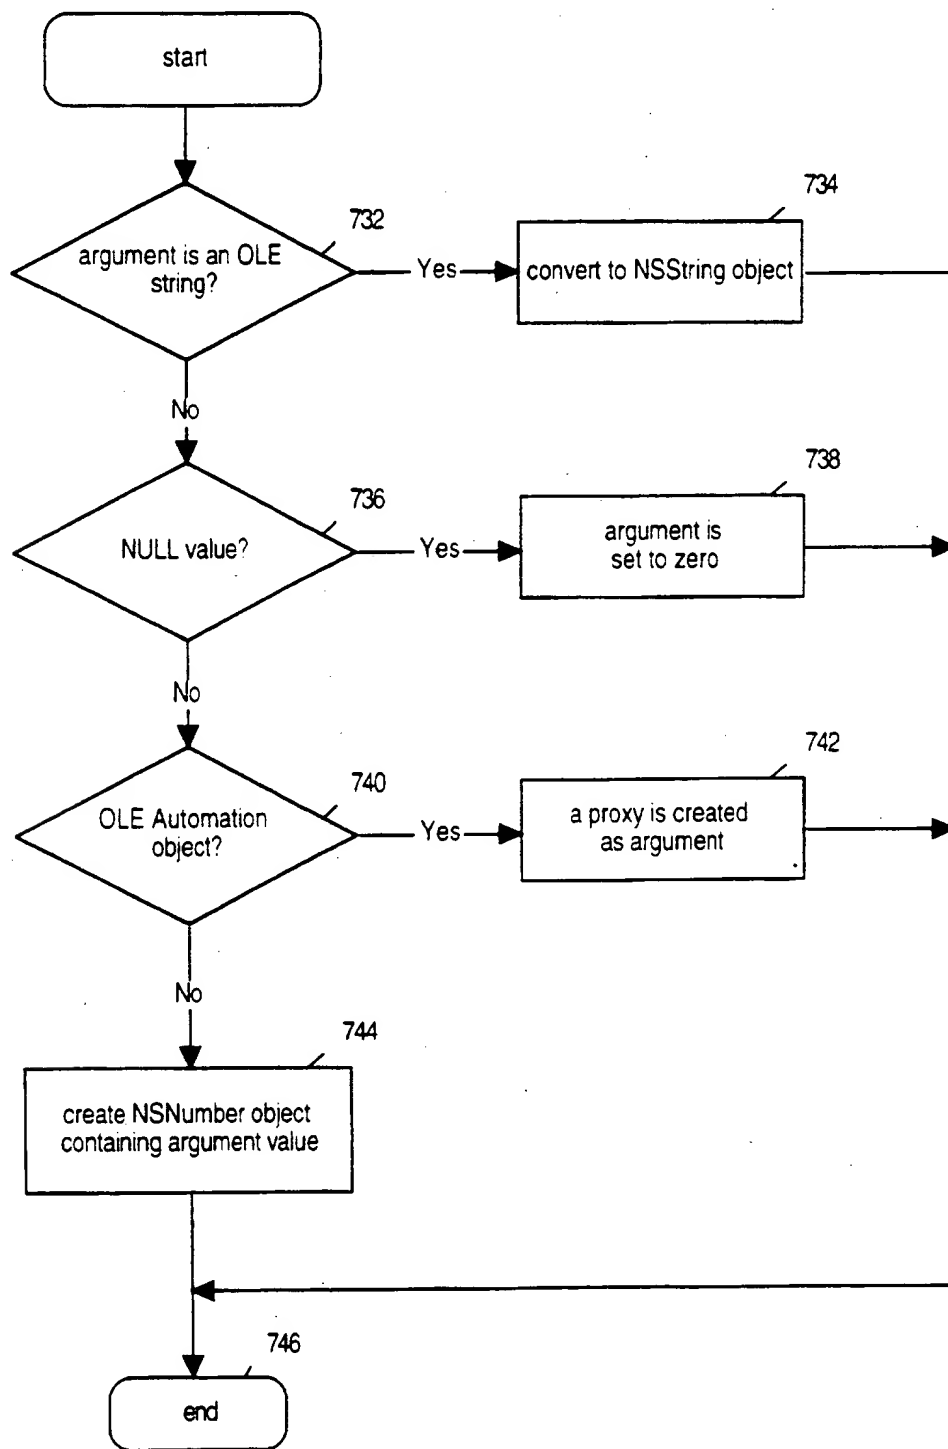 start
732
argument is an OLE
string?
Yes
734
convert to NSString object
No
736
NULL value?
Yes
738
argument is
set to zero
No
740
OLE Automation
object?
Yes
742
a proxy is created
as argument
No
744
create NSNumber object
containing argument value
746
end